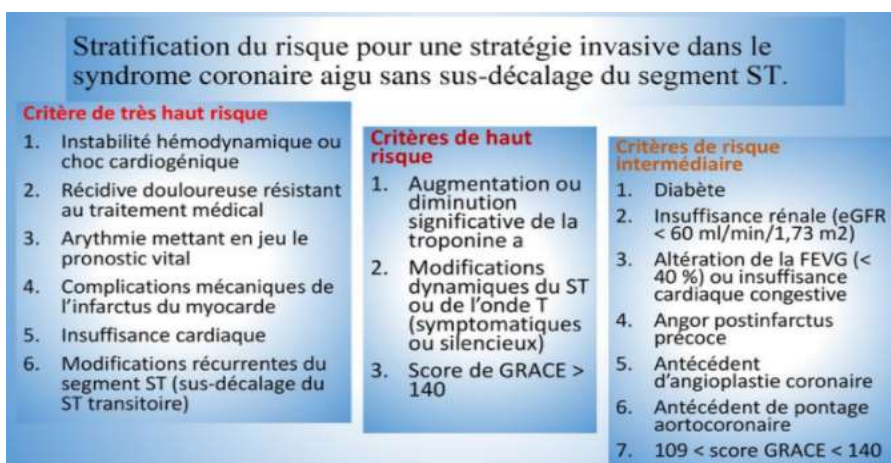 Stratification du risque pour une stratégie invasive dans le
syndrome coronaire aigu sans sus-décalage du segment ST.
Critère de très haut risque
1. Instabilité hémodynamique ou
choc cardiogénique
2. Récidive douloureuse résistant
au traitement médical
3. Arythmie mettant en jeu le
pronostic vital
4. Complications mécaniques de
l'infarctus du myocarde
5. Insuffisance cardiaque
6. Modifications récurrentes du
segment ST (sus-décalage du
ST transitoire)
Critères de haut
risque
1. Augmentation ou
diminution
significative de la
troponine a
2. Modifications
dynamiques du ST
ou de l'onde T
(symptomatiques
ou silencieux)
3. Score de GRACE >
140
Critères de risque
intermédiaire
1. Diabète
2. Insuffisance rénale (eGFR
< 60 ml/min/1,73 m2)
3. Altération de la FEVG (<
40 %) ou insuffisance
cardiaque congestive
4. Angor postinfarctus
précoce
5. Antécédent
d'angioplastie coronaire
6. Antécédent de pontage
aortocoronaire
7. 109 < score GRACE < 140